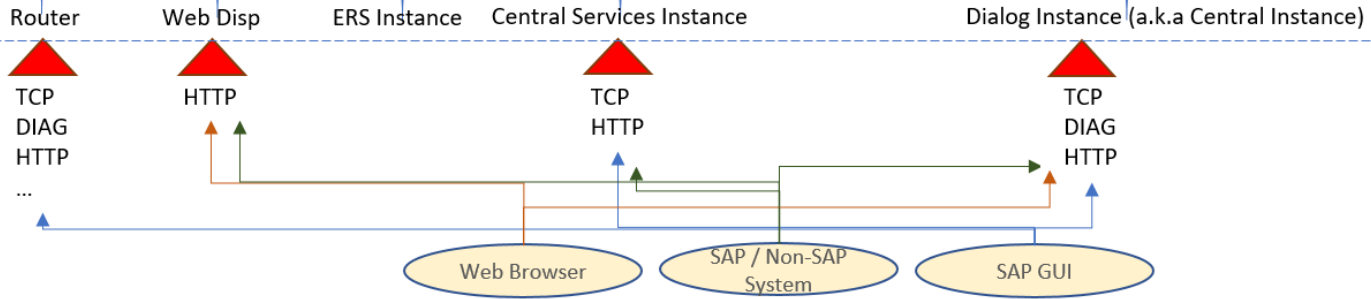 Router
Web Disp
ERS Instance
Central Services Instance
Dialog Instance (a.k.a Central Instance)
TCP
DIAG
HTTP
...
HTTP
TCP
HTTP
TCP
DIAG
HTTP
Web Browser
SAP / Non-SAP
System
SAP GUI